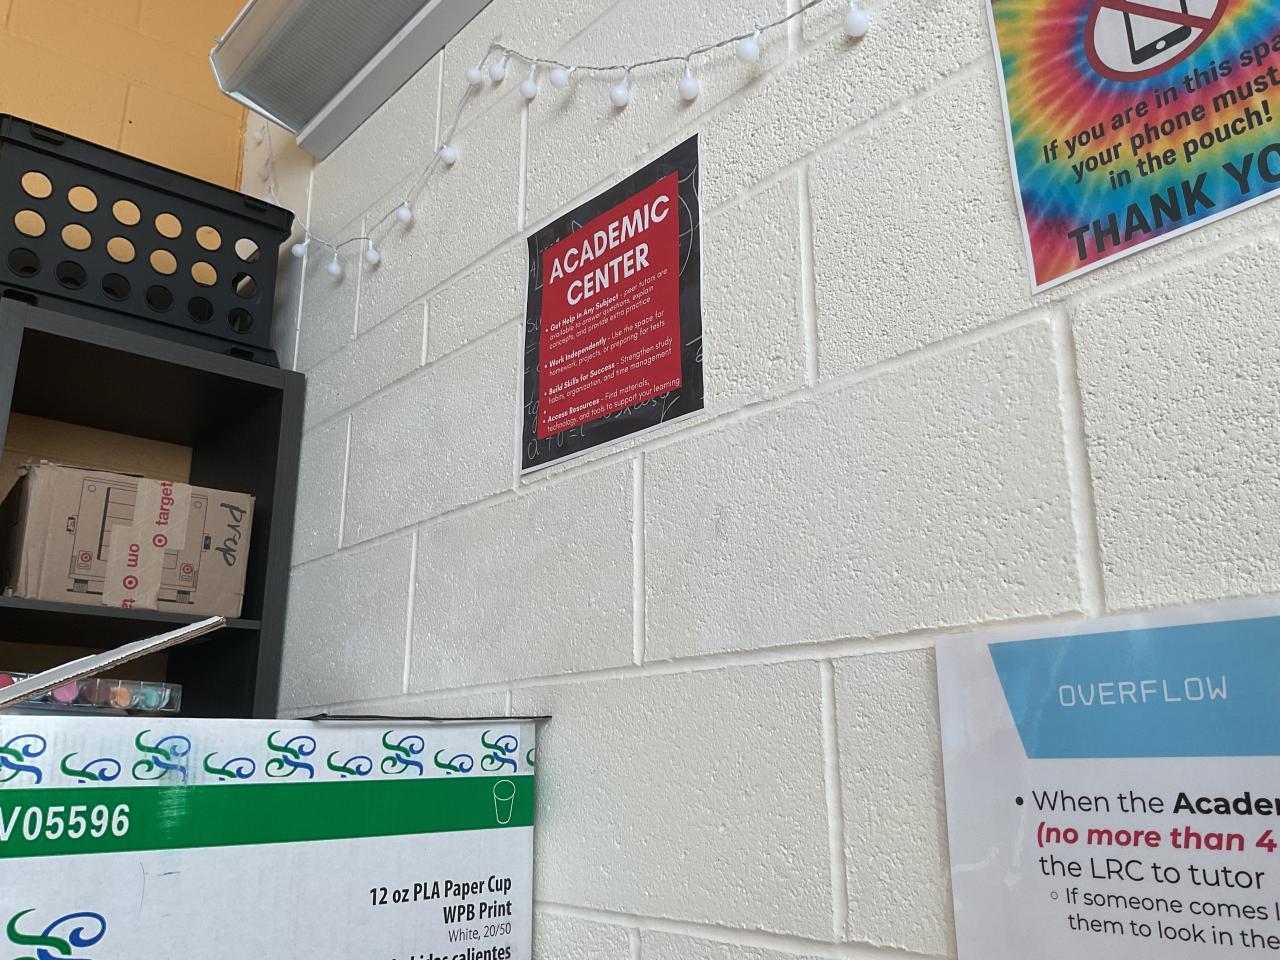 If you are in this
your phone must
in the pouch!
THANK
ACADEMIC
CENTER
• Get Help in Any Subject - peer tutors are
available to answer questions, explain
concepts, and provide extra practice
• Work Independently - Use the space for
homework, projects, or preparing for tests
• Build Skills for Success - Strengthen study
habits, organization, and time management
• Access Resources - Find materials,
technology, and tools to support your learning
target
prep
OVERFLOW
• When the
(no more than 4
the LRC to tutor
○ If someone comes
them to look in the
V05596
12 oz PLA Paper Cup
WPB Print
White, 20/50
calientes